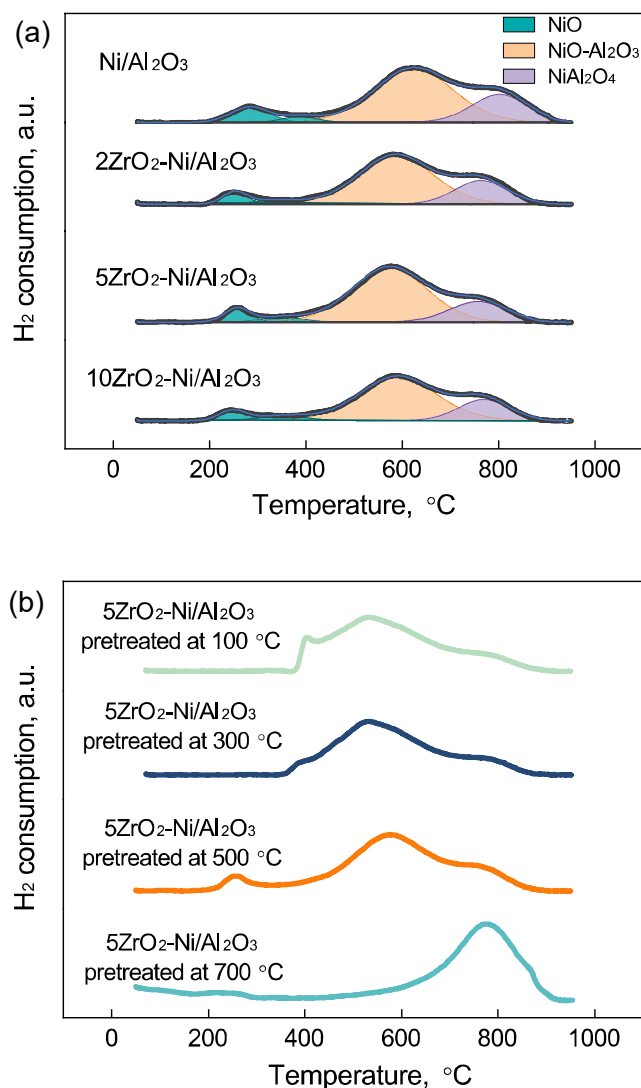 (a)
NiO
NiO-Al₂O₃
NiAl₂O₄
Ni/Al₂O₃
2ZrO₂-Ni/Al₂O₃
5ZrO₂-Ni/Al₂O₃
10ZrO₂-Ni/Al₂O₃
H₂ consumption, a.u.
0 200 400 600 800 1000
Temperature, °C
(b)
5ZrO₂-Ni/Al₂O₃
pretreated at 100 °C
5ZrO₂-Ni/Al₂O₃
pretreated at 300 °C
5ZrO₂-Ni/Al₂O₃
pretreated at 500 °C
5ZrO₂-Ni/Al₂O₃
pretreated at 700 °C
H₂ consumption, a.u.
0 200 400 600 800 1000
Temperature, °C